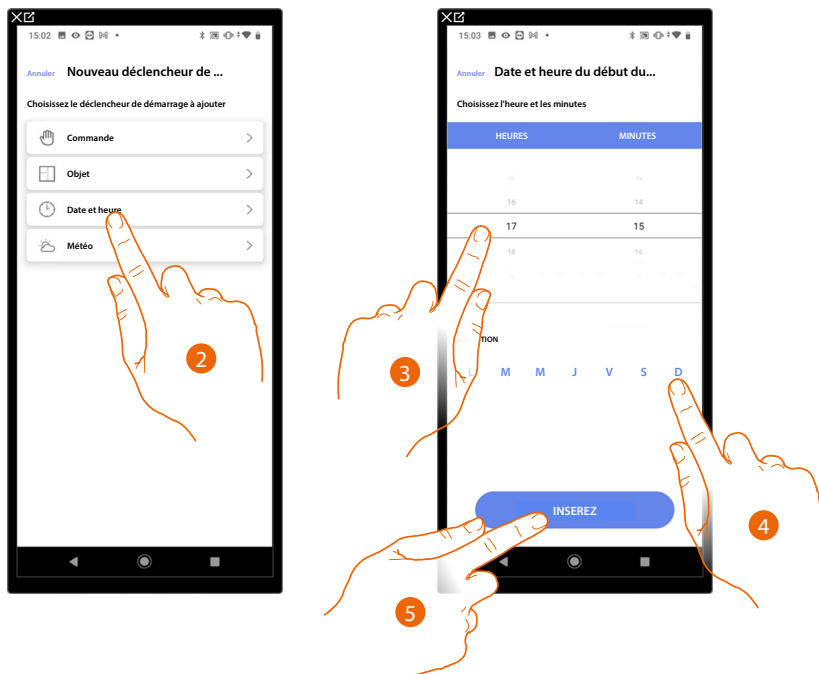 15:02
Annuler Nouveau déclencheur de ...
Choisissez le déclencheur de démarrage à ajouter
Commande
Objet
Date et heure
Météo
2
15:03
Annuler Date et heure du début du...
Choisissez l'heure et les minutes
HEURES MINUTES
16 14
17 15
18 16
TION
L M M J V S D
INSEREZ
3
4
5